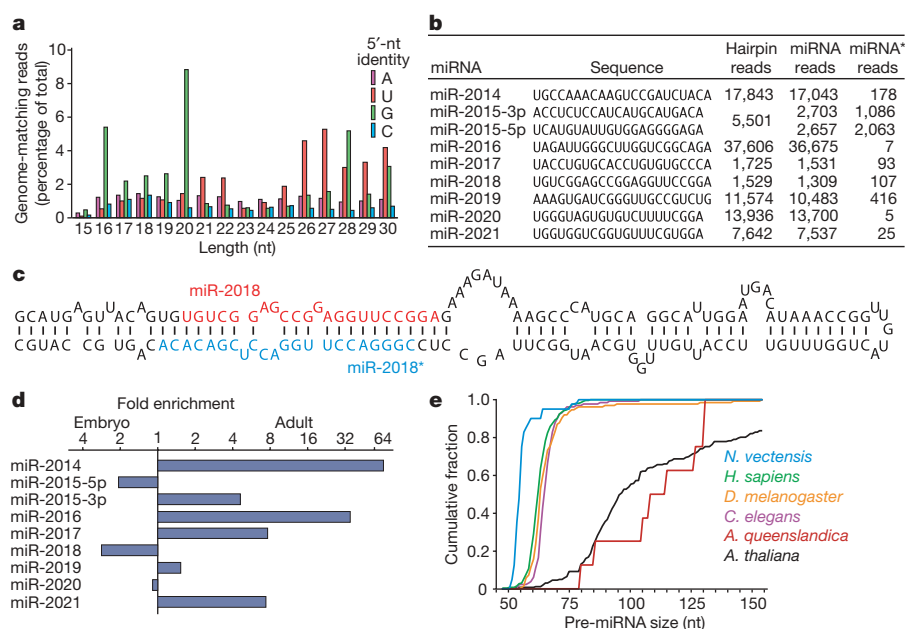 a
Genome-matching reads
(percentage of total)
10
8
6
4
2
0
15 16 17 18 19 20 21 22 23 24 25 26 27 28 29 30
Length (nt)
5′-nt
identity
A
U
G
C
b
miRNA Sequence Hairpin reads miRNA reads miRNA* reads
miR-2014 UGCCAAACAAGUCCGAUCUACA 17,843 17,043 178
miR-2015-3p ACCUCUCCAUCAUGCAUGACA 5,501 2,703 1,086
miR-2015-5p UCAUGUAUUGUGGAGGGGAGA 2,657 2,063
miR-2016 UAGAUUGGGCUUGGUCGGCAGA 37,606 36,675 7
miR-2017 UACCUGUGCACCUGUGUGCCCA 1,725 1,531 93
miR-2018 UGUCGGAGCCGGAGGUUCCGGA 1,529 1,309 107
miR-2019 AAAGUGAUCGGGUUGCCGUCUG 11,574 10,483 416
miR-2020 UGGGUAGUGUGUCUUUUCGGA 13,936 13,700 5
miR-2021 UGGUGGUCGGUGUUUCGUGGA 7,642 7,537 25
c
miR-2018
GCAUGAGUUACAGUGUGUCG GAGCCGGAGGUUCCGGAGAAAGAUAAAAGCCCAUGCA GGCAUUGGAUGACAUAAACCGGUUG
CGUAC CG UGACACACAGCUCCAGGU UCCAGGGCCUCCGAUUCGG
miR-2018*
d
Fold enrichment
Embryo Adult
4 2 1 2 4 8 16 32 64
miR-2014
miR-2015-5p
miR-2015-3p
miR-2016
miR-2017
miR-2018
miR-2019
miR-2020
miR-2021
e
Cumulative fraction
1.0
0.8
0.6
0.4
0.2
0
50 75 100 125 150
Pre-miRNA size (nt)
N. vectensis
H. sapiens
D. melanogaster
C. elegans
A. queenslandica
A. thaliana